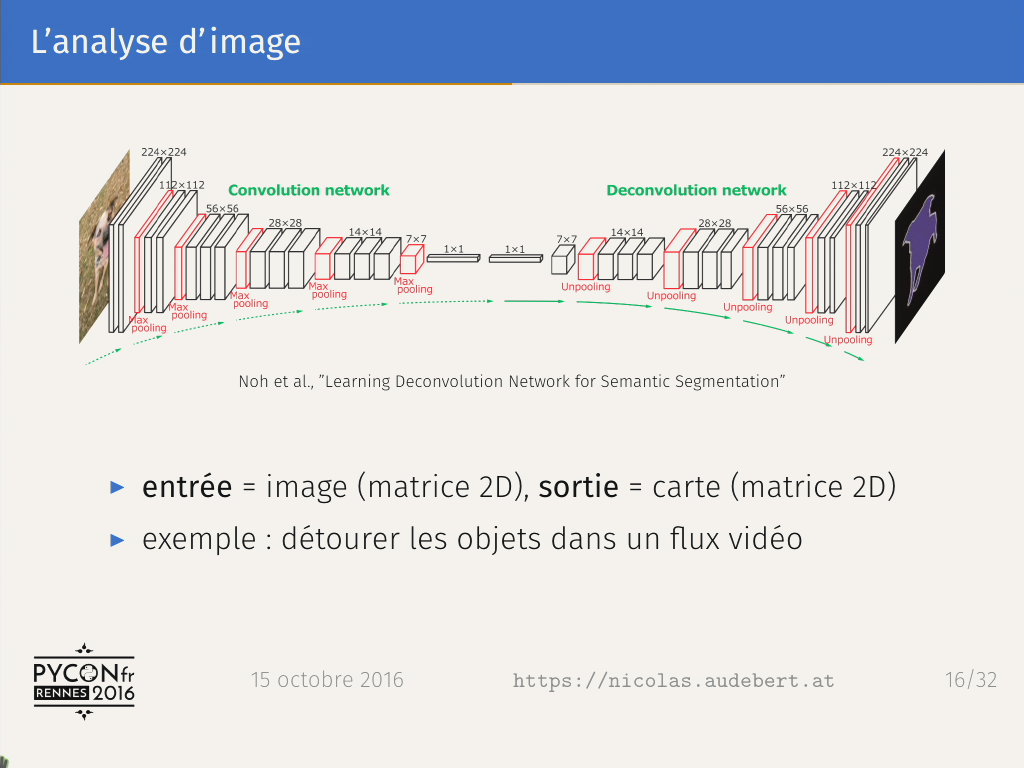 L’analyse d’image
224×224
112×112
56×56
28×28
14×14
7×7
1×1
1×1
7×7
14×14
28×28
56×56
112×112
224×224
Convolution network
Deconvolution network
Max
pooling
Max
pooling
Max
pooling
Max
pooling
Max
pooling
Unpooling
Unpooling
Unpooling
Unpooling
Unpooling
Noh et al., ”Learning Deconvolution Network for Semantic Segmentation”
entrée = image (matrice 2D), sortie = carte (matrice 2D)
exemple : détourer les objets dans un flux vidéo
PYCONfr
RENNES 2016
15 octobre 2016
https://nicolas.audebert.at
16/32